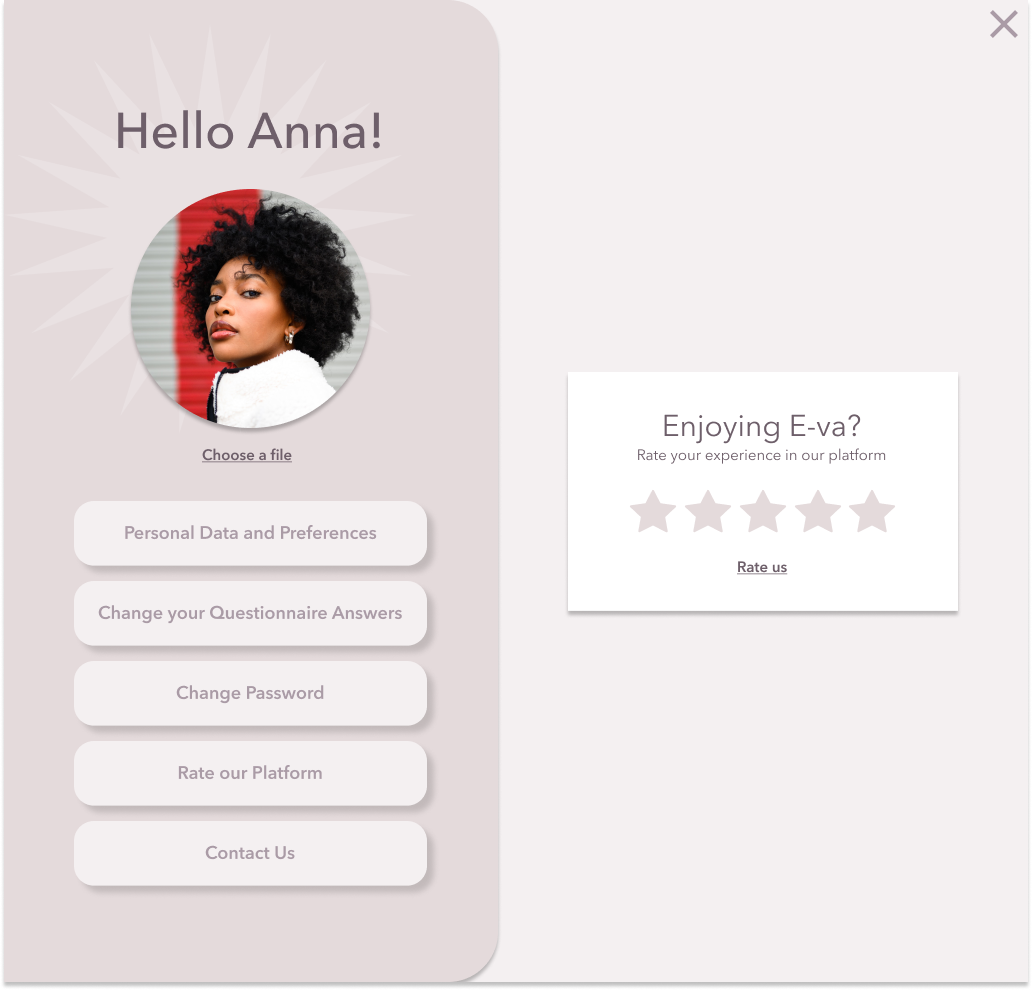 Hello Anna!
Choose a file
Personal Data and Preferences
Change your Questionnaire Answers
Change Password
Rate our Platform
Contact Us
Enjoying E-va?
Rate your experience in our platform
Rate us